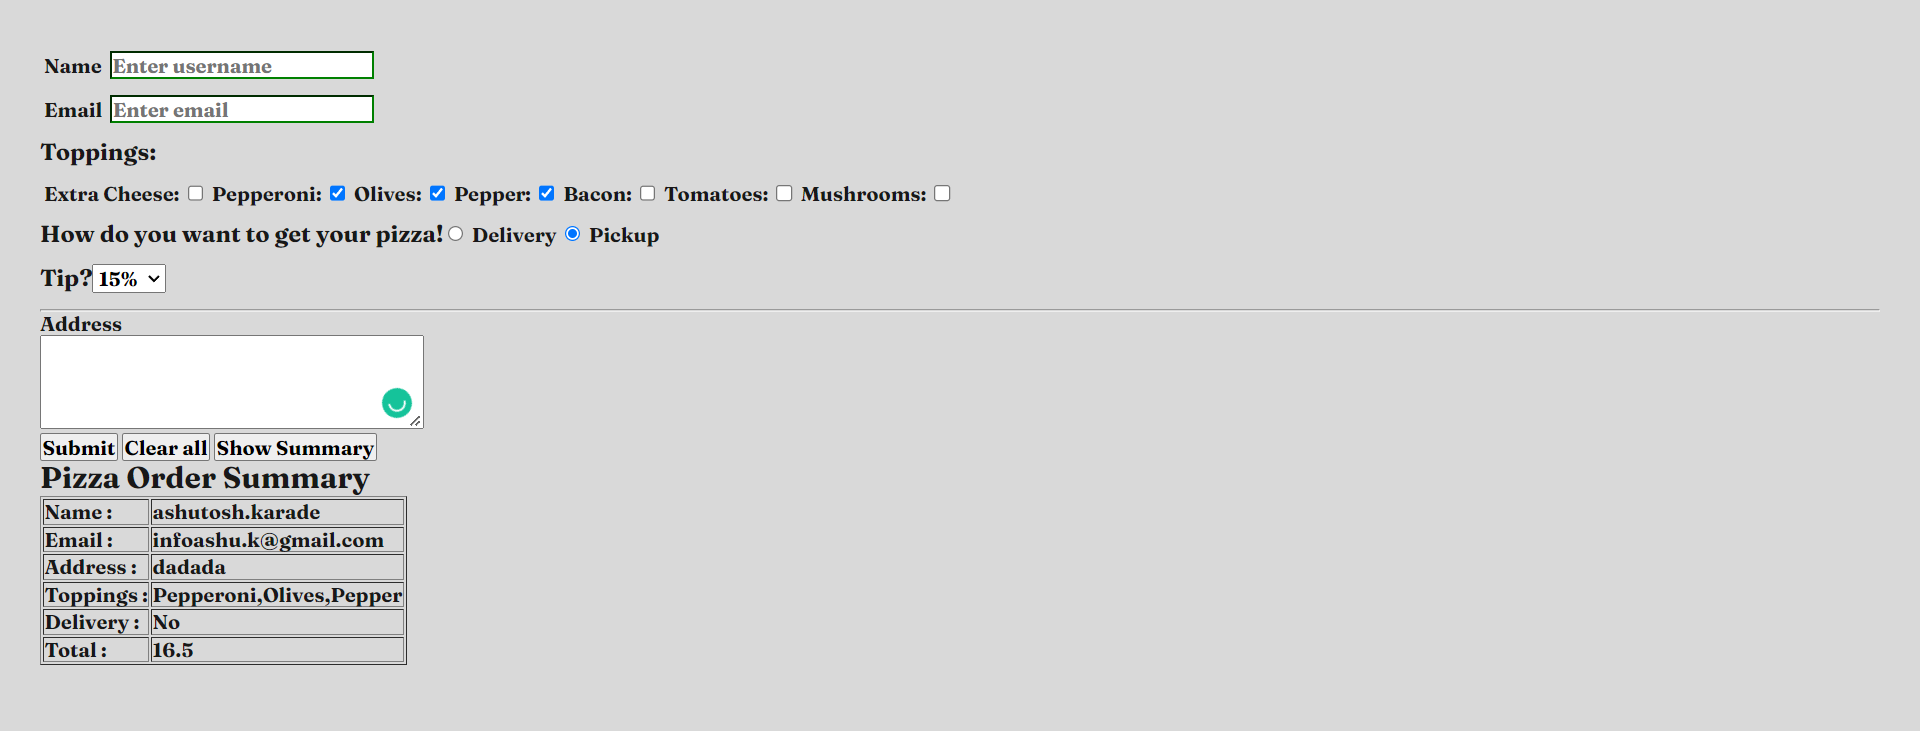 Name Enter username
Email Enter email
Toppings:
Extra Cheese: Pepperoni: Olives: Pepper: Bacon: Tomatoes: Mushrooms:
How do you want to get your pizza! Delivery Pickup
Tip? 15%
Address
Submit Clear all Show Summary
Pizza Order Summary
Name : ashutosh.karade
Email : infoashu.k@gmail.com
Address : dadada
Toppings : Pepperoni,Olives,Pepper
Delivery : No
Total : 16.5